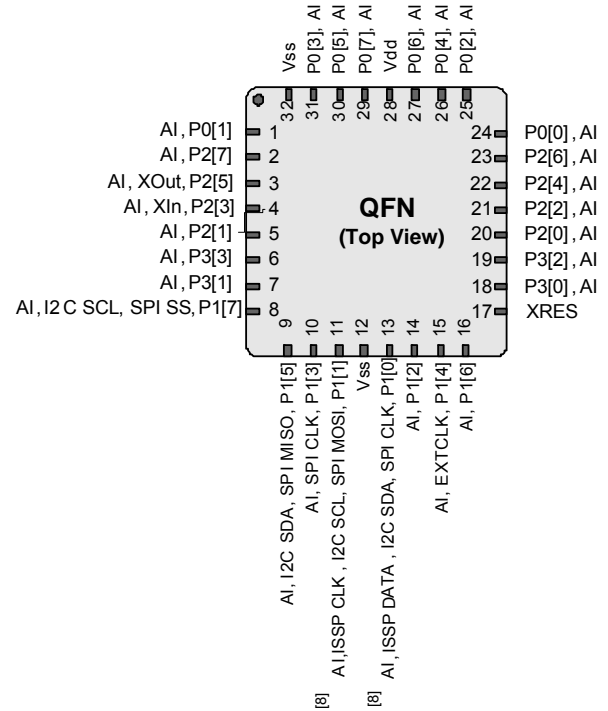 Vss
P0[3], AI
P0[5], AI
P0[7], AI
Vdd
P0[6], AI
P0[4], AI
P0[2], AI
32
31
30
29
28
27
26
25
AI, P0[1]
1
AI, P2[7]
2
AI, XOut, P2[5]
3
AI, XIn, P2[3]
4
AI, P2[1]
5
AI, P3[3]
6
AI, P3[1]
7
AI, I2C SCL, SPI SS, P1[7]
8
QFN
(Top View)
24
P0[0], AI
23
P2[6], AI
22
P2[4], AI
21
P2[2], AI
20
P2[0], AI
19
P3[2], AI
18
P3[0], AI
17
XRES
9
10
11
12
13
14
15
16
AI, I2C SDA, SPI MISO, P1[5]
AI, SPI CLK, P1[3]
AI,ISSP CLK, I2C SCL, SPI MOSI, P1[1]
Vss
AI,ISSP DATA, I2C SDA, SPI CLK, P1[0]
AI, P1[2]
AI, EXTCLK, P1[4]
AI, P1[6]
[8]
[8]